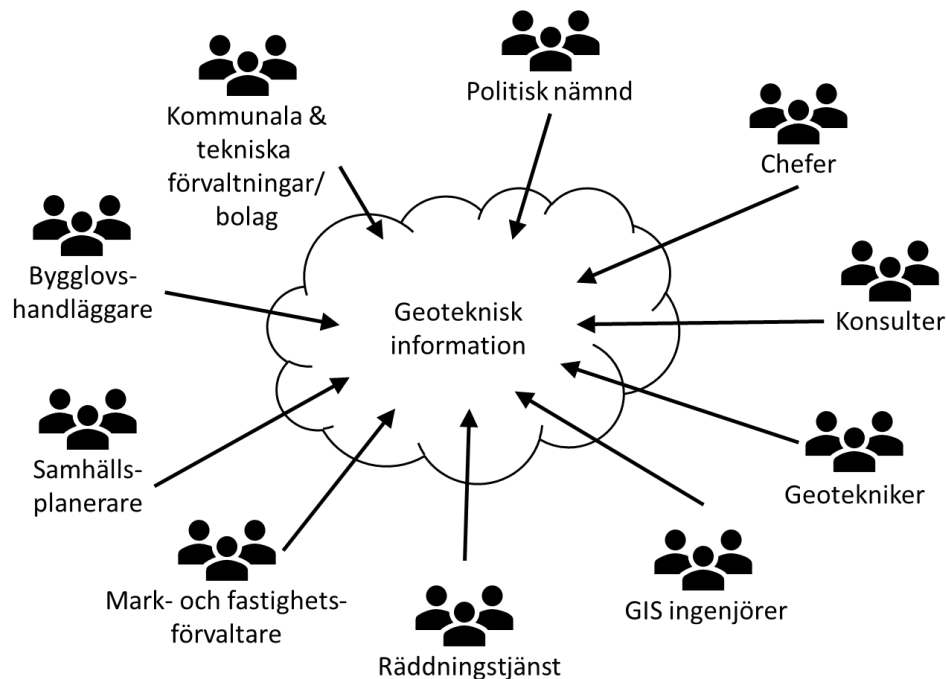 Politisk nämnd
Kommunala &
tekniska
förvaltningar/
bolag
Chefer
Bygglovs-
handläggare
Geoteknisk
information
Konsulter
Samhälls-
planerare
Geotekniker
Mark- och fastighets-
förvaltare
GIS ingenjörer
Räddningstjänst